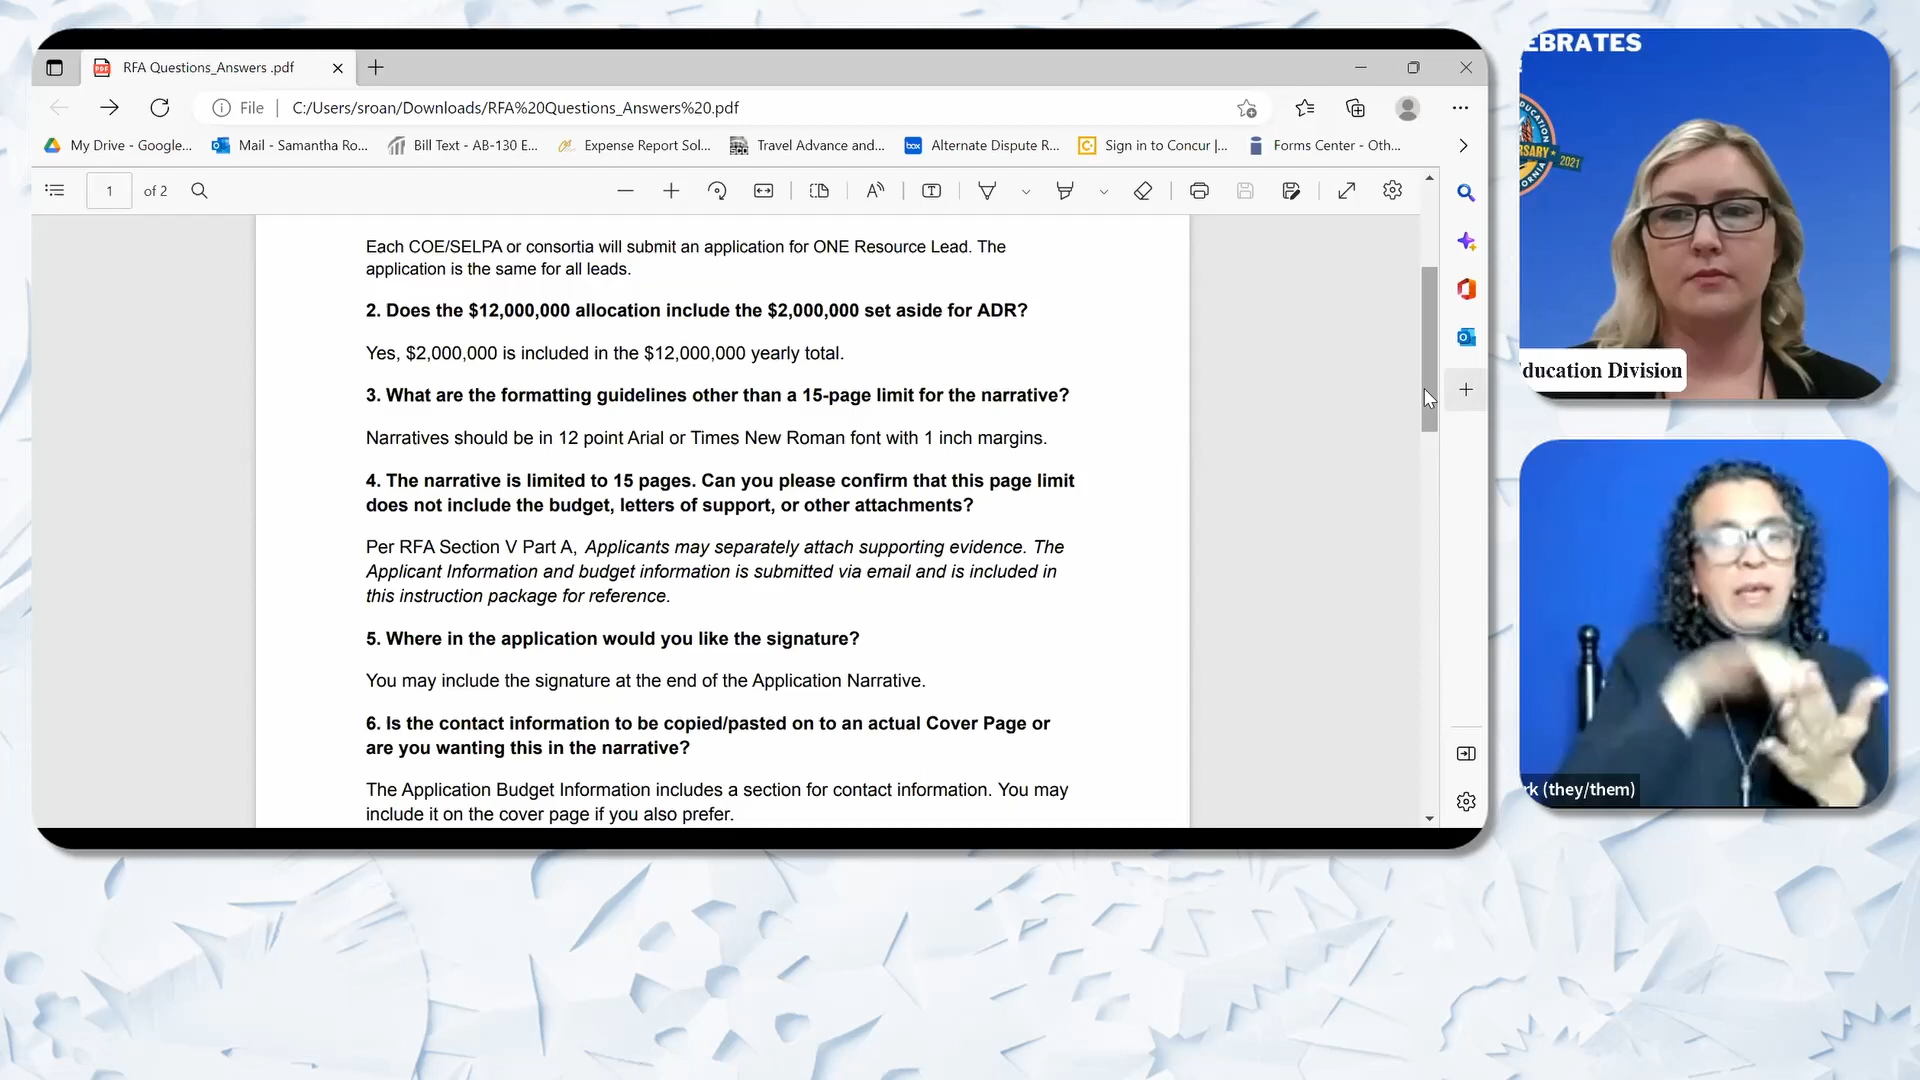 RFA Questions_Answers .pdf
File
C:/Users/sroan/Downloads/RFA%20Questions_Answers%20.pdf
My Drive - Google...
Mail - Samantha Ro...
Bill Text - AB-130 E...
Expense Report Sol...
Travel Advance and...
box
Alternate Dispute R...
Sign in to Concur |...
Forms Center - Oth...
1 of 2
Each COE/SELPA or consortia will submit an application for ONE Resource Lead. The
application is the same for all leads.
2. Does the $12,000,000 allocation include the $2,000,000 set aside for ADR?
Yes, $2,000,000 is included in the $12,000,000 yearly total.
3. What are the formatting guidelines other than a 15-page limit for the narrative?
Narratives should be in 12 point Arial or Times New Roman font with 1 inch margins.
4. The narrative is limited to 15 pages. Can you please confirm that this page limit
does not include the budget, letters of support, or other attachments?
Per RFA Section V Part A, Applicants may separately attach supporting evidence. The
Applicant Information and budget information is submitted via email and is included in
this instruction package for reference.
5. Where in the application would you like the signature?
You may include the signature at the end of the Application Narrative.
6. Is the contact information to be copied/pasted on to an actual Cover Page or
are you wanting this in the narrative?
The Application Budget Information includes a section for contact information. You may
include it on the cover page if you also prefer.
EBRATES
2021
ducation Division
rk (they/them)